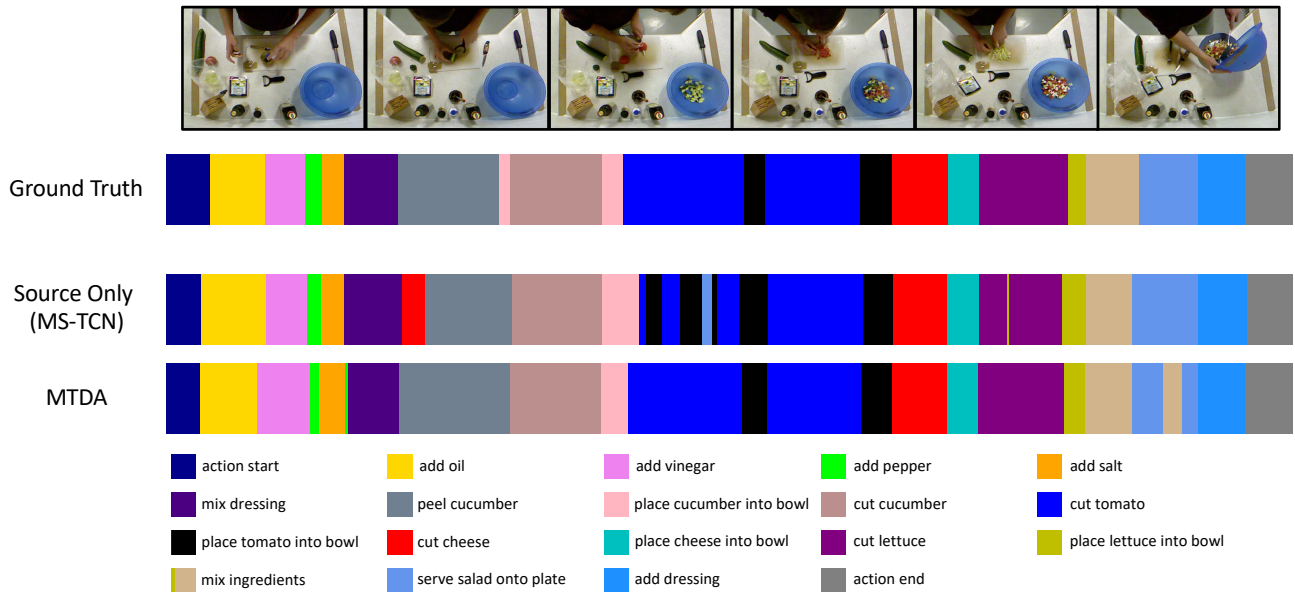 Ground Truth
Source Only
(MS-TCN)
MTDA
action start
add oil
add vinegar
add pepper
add salt
mix dressing
peel cucumber
place cucumber into bowl
cut cucumber
cut tomato
place tomato into bowl
cut cheese
place cheese into bowl
cut lettuce
place lettuce into bowl
mix ingredients
serve salad onto plate
add dressing
action end